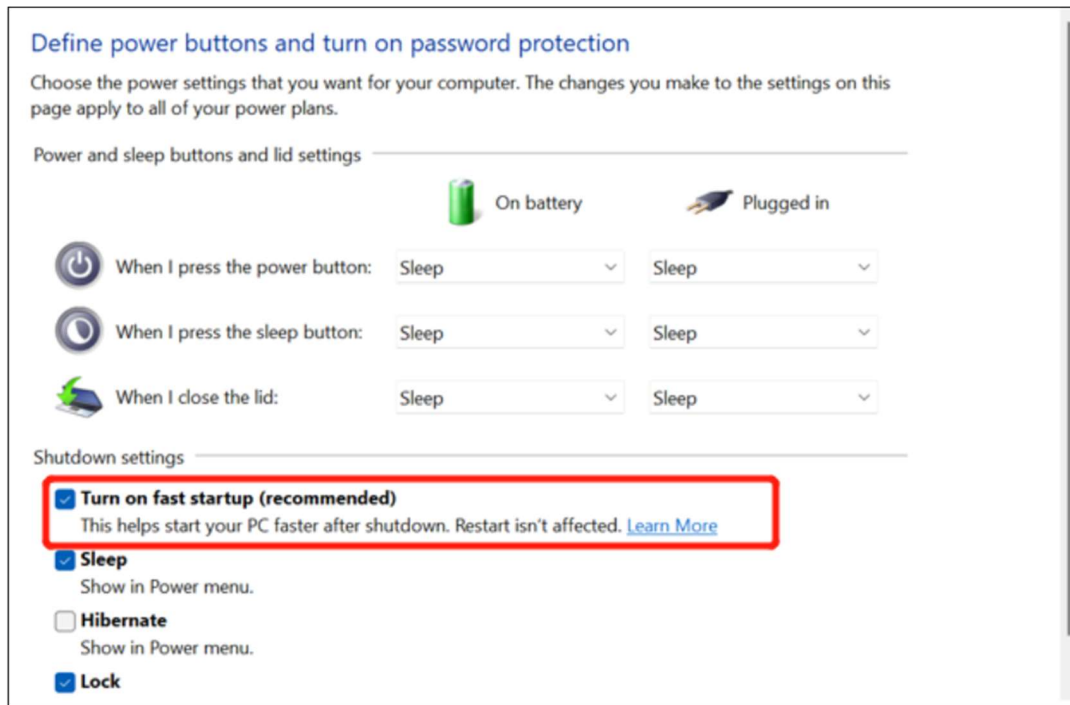 Define power buttons and turn on password protection
Choose the power settings that you want for your computer. The changes you make to the settings on this
page apply to all of your power plans.
Power and sleep buttons and lid settings
On battery Plugged in
When I press the power button: Sleep Sleep
When I press the sleep button: Sleep Sleep
When I close the lid: Sleep Sleep
Shutdown settings
Turn on fast startup (recommended)
This helps start your PC faster after shutdown. Restart isn't affected. Learn More
Sleep
Show in Power menu.
Hibernate
Show in Power menu.
Lock